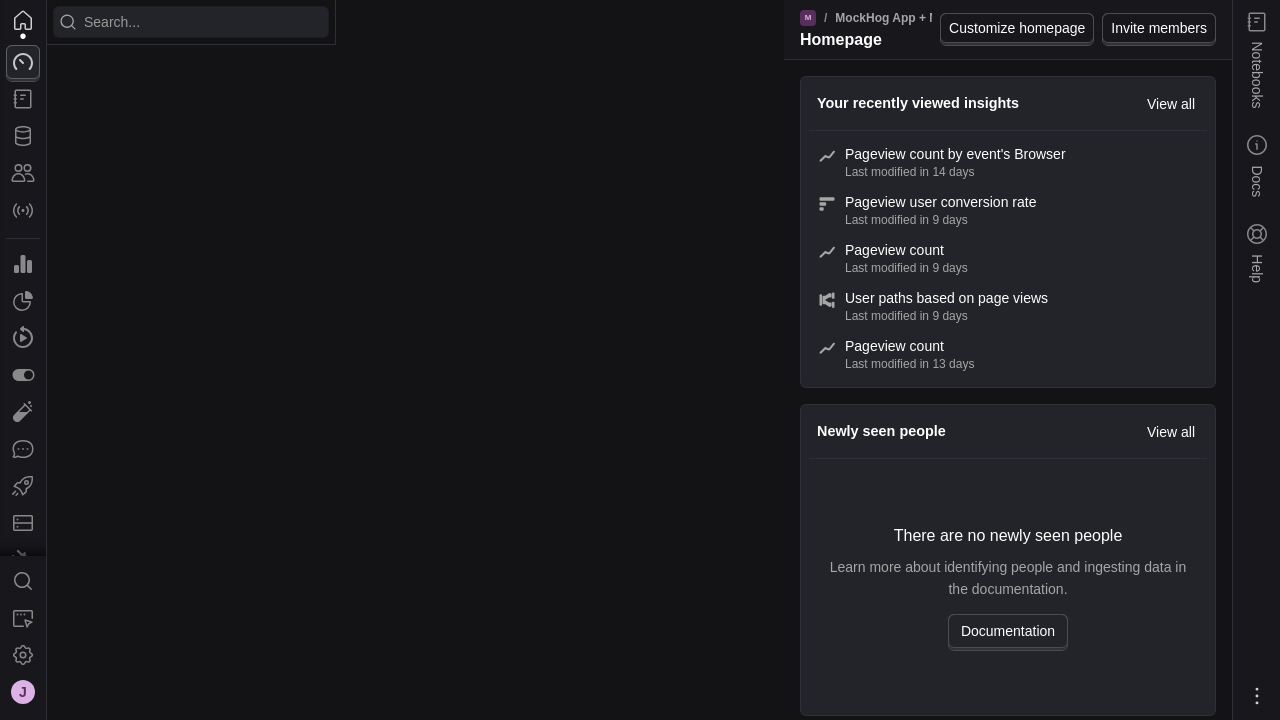 Search...
M / MockHog App +
Homepage
Customize homepage
Invite members
Your recently viewed insights
View all
Pageview count by event's Browser
Last modified in 14 days
Pageview user conversion rate
Last modified in 9 days
Pageview count
Last modified in 9 days
User paths based on page views
Last modified in 9 days
Pageview count
Last modified in 13 days
Newly seen people
View all
There are no newly seen people
Learn more about identifying people and ingesting data in
the documentation.
Documentation
Notebooks
Docs
Help
J